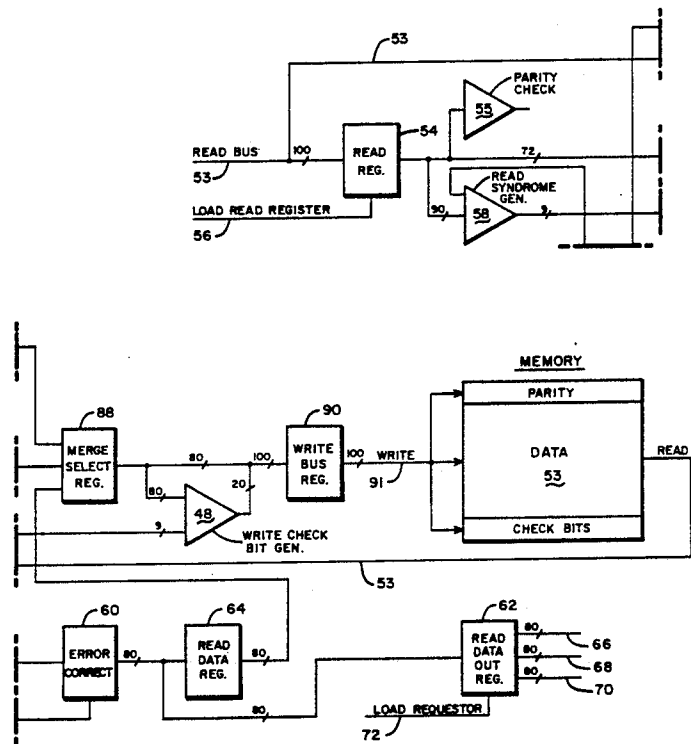 53
PARITY
CHECK
55
54
READ BUS
53
100
READ
REG.
72
READ
SYNDROME
GEN.
LOAD READ REGISTER
56
90
58
9
MEMORY
88
90
PARITY
MERGE
SELECT
REG.
80
100
WRITE
BUS
REG.
100
WRITE
91
DATA
53
READ
80
20
48
9
WRITE CHECK
BIT GEN.
CHECK BITS
53
60
64
62
ERROR
CORRECT
80
READ
DATA
REG.
80
READ
DATA
OUT
REG.
80
66
80
68
80
70
80
LOAD REQUESTOR
72